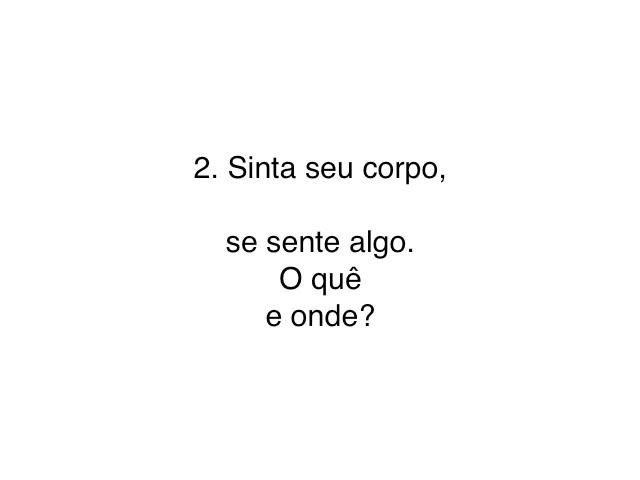 2. Sinta seu corpo,
se sente algo.
O quê
e onde?